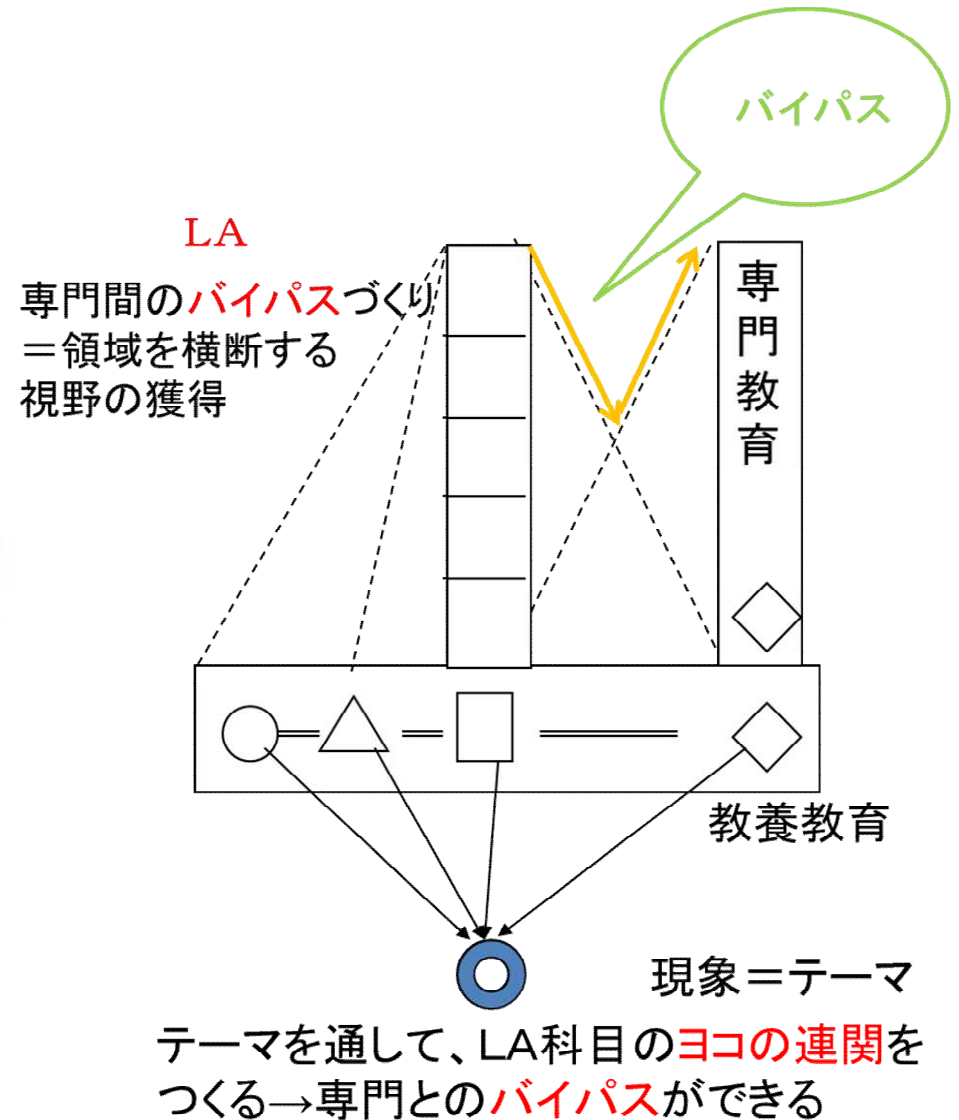 バイパス
LA
専門間のバイパスづくり
＝領域を横断する
視野の獲得
専門教育
教養教育
現象＝テーマ
テーマを通して、LA科目のヨコの連関を
つくる→専門とのバイパスができる